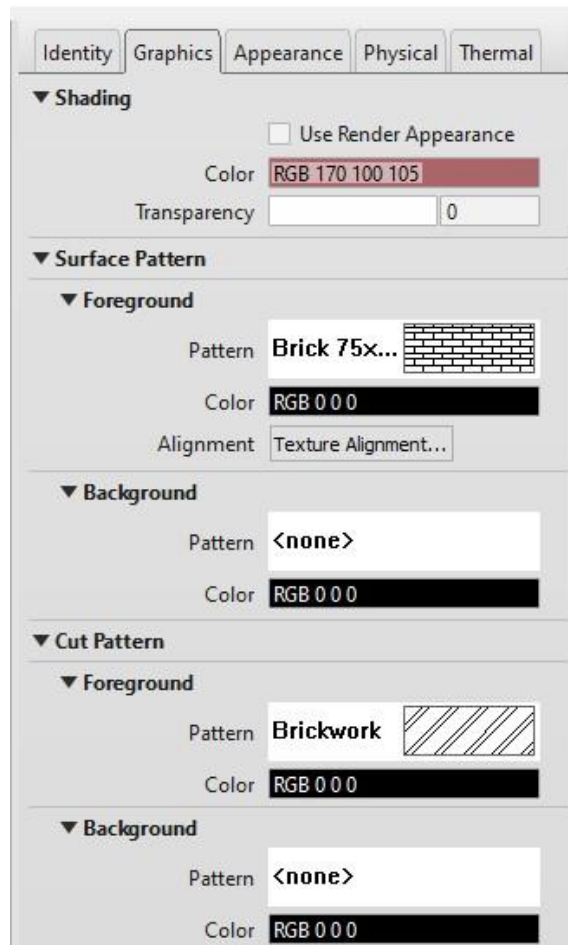 Identity Graphics Appearance Physical Thermal
Shading
Use Render Appearance
Color RGB 170 100 105
Transparency 0
Surface Pattern
Foreground
Pattern Brick 75x...
Color RGB 0 0 0
Alignment Texture Alignment...
Background
Pattern <none>
Color RGB 0 0 0
Cut Pattern
Foreground
Pattern Brickwork
Color RGB 0 0 0
Background
Pattern <none>
Color RGB 0 0 0